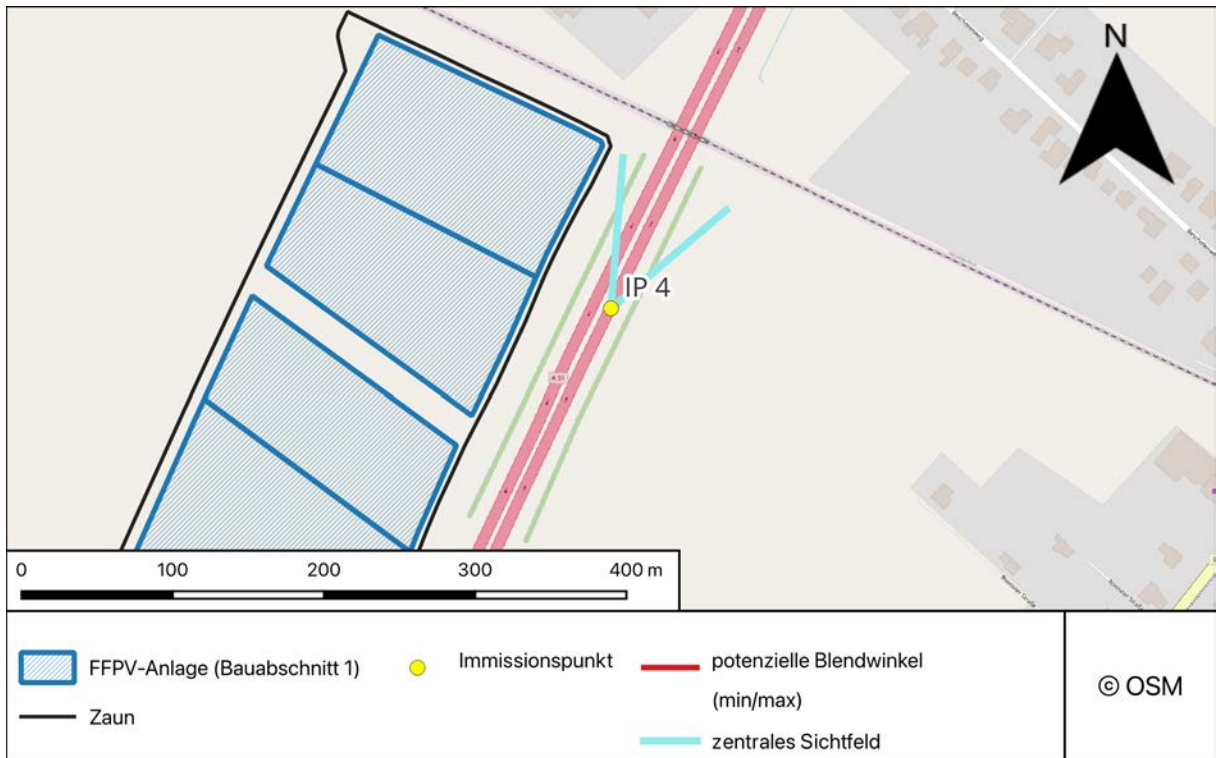 N
IP 4
A 31
0 100 200 300 400 m
FFPV-Anlage (Bauabschnitt 1)
Zaun
Immissionspunkt
potenzielle Blendwinkel
(min/max)
zentrales Sichtfeld
© OSM